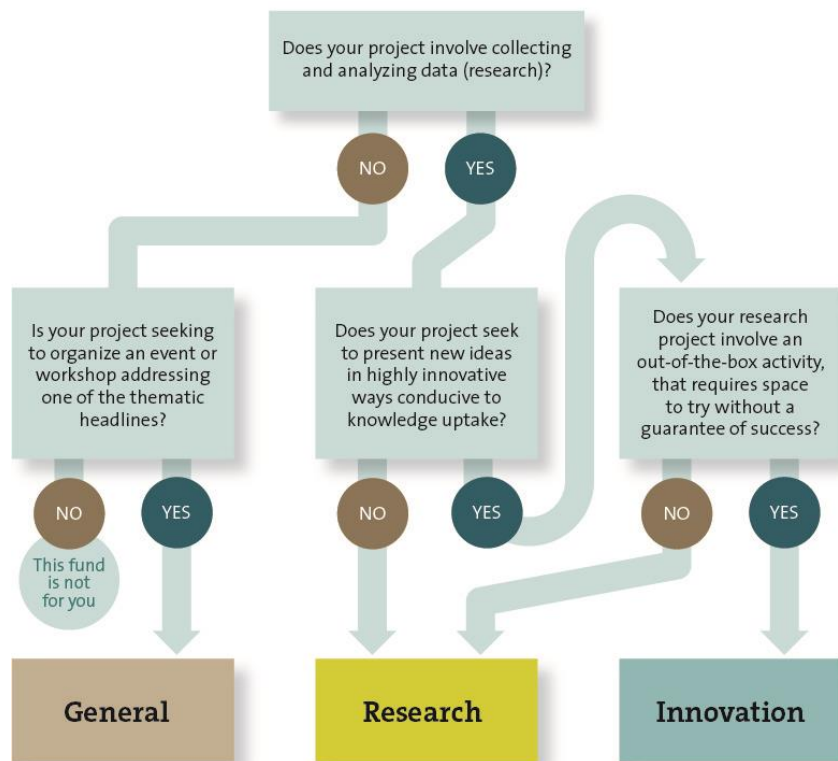 Does your project involve collecting
and analyzing data (research)?
NO
YES
Is your project seeking
to organize an event or
workshop addressing
one of the thematic
headlines?
Does your project seek
to present new ideas
in highly innovative
ways conducive to
knowledge uptake?
Does your research
project involve an
out-of-the-box activity,
that requires space
to try without a
guarantee of success?
NO
YES
NO
YES
NO
YES
This fund
is not
for you
General
Research
Innovation